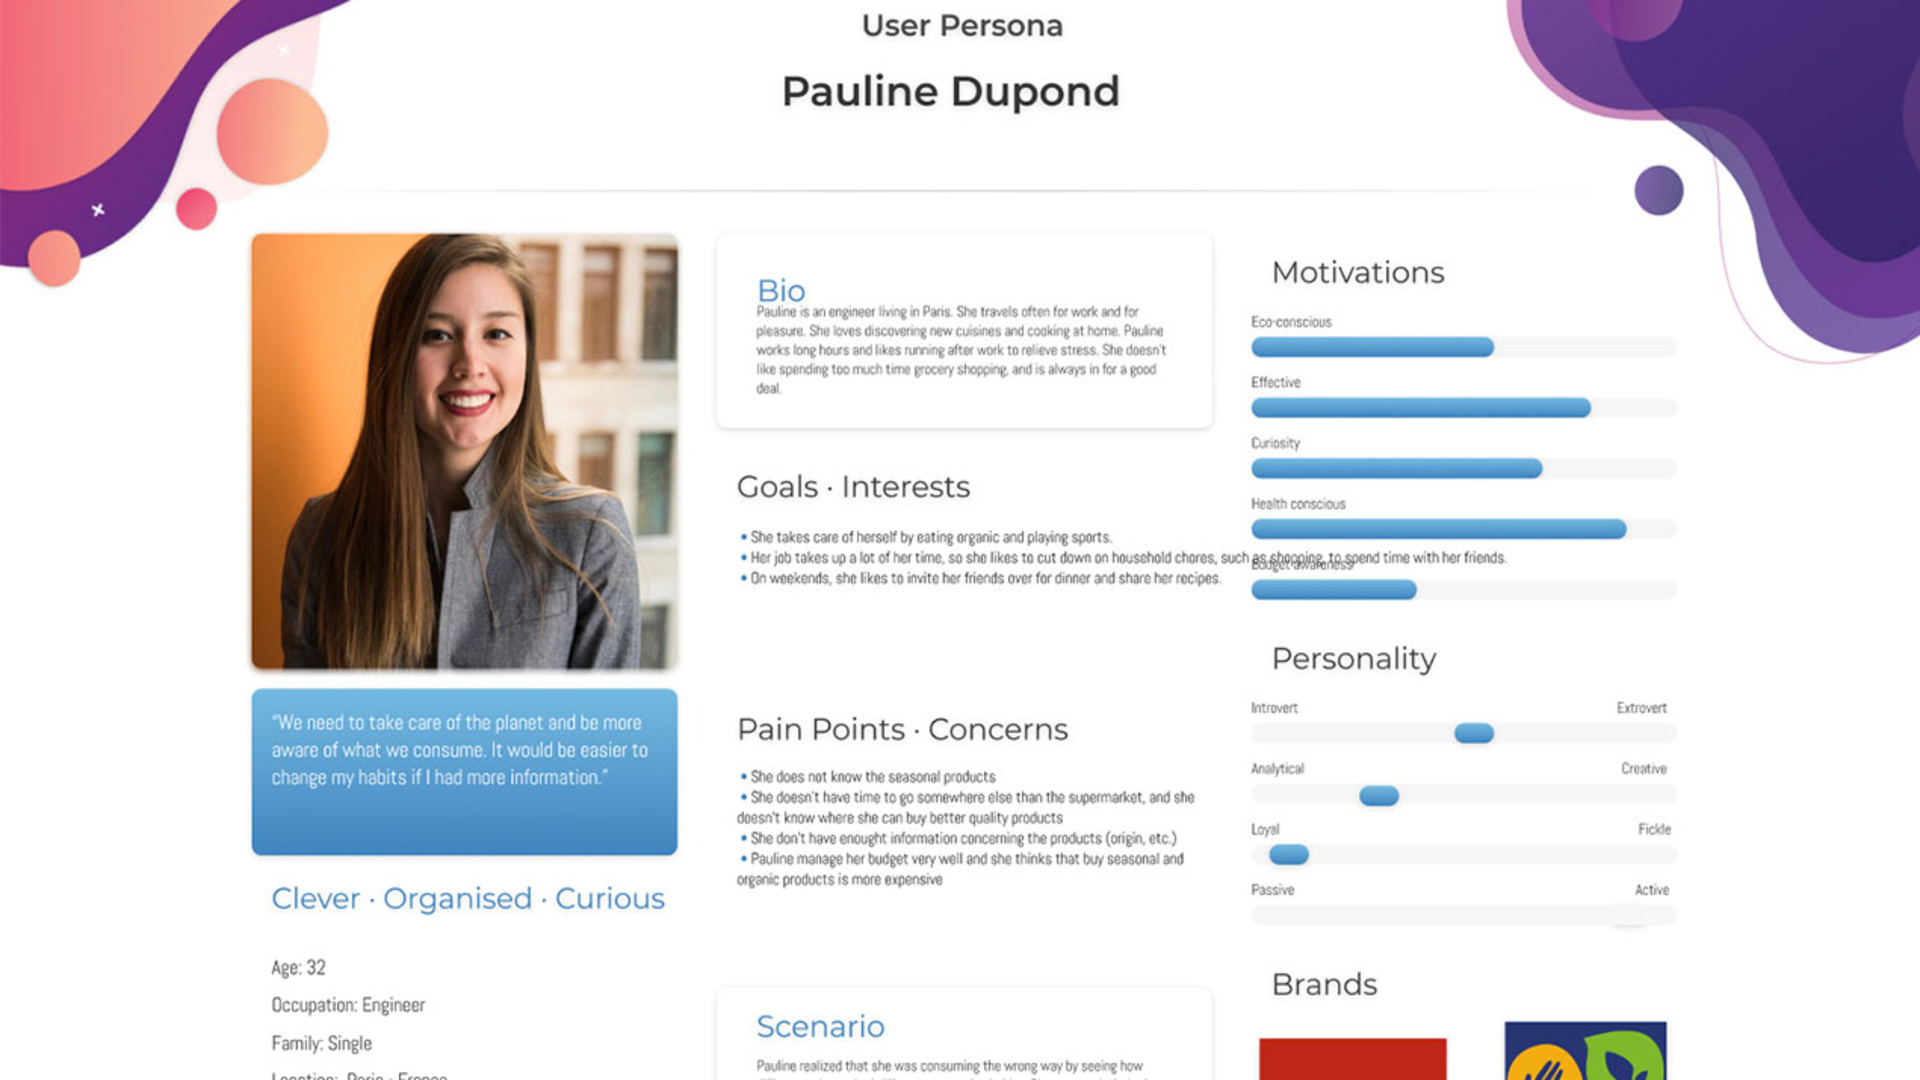 User Persona
Pauline Dupond
“We need to take care of the planet and be more
aware of what we consume. It would be easier to
change my habits if I had more information.”
Clever · Organised · Curious
Age: 32
Occupation: Engineer
Family: Single
Location: Paris - France
Bio
Pauline is an engineer living in Paris. She travels often for work and for
pleasure. She loves discovering new cuisines and cooking at home. Pauline
works long hours and likes running after work to relieve stress. She doesn't
like spending too much time grocery shopping, and is always in for a good
deal.
Goals · Interests
• She takes care of herself by eating organic and playing sports.
• Her job takes up a lot of her time, so she likes to cut down on household chores, such as shopping, to spend time with her friends.
• On weekends, she likes to invite her friends over for dinner and share her recipes.
Pain Points · Concerns
• She does not know the seasonal products
• She doesn't have time to go somewhere else than the supermarket, and she
doesn't know where she can buy better quality products
• She don't have enought information concerning the products (origin, etc.)
• Pauline manage her budget very well and she thinks that buy seasonal and
organic products is more expensive
Scenario
Pauline realized that she was consuming the wrong way by seeing how
Motivations
Eco-conscious
Effective
Curiosity
Health conscious
Budget awareness
Personality
Introvert Extrovert
Analytical Creative
Loyal Fickle
Passive Active
Brands